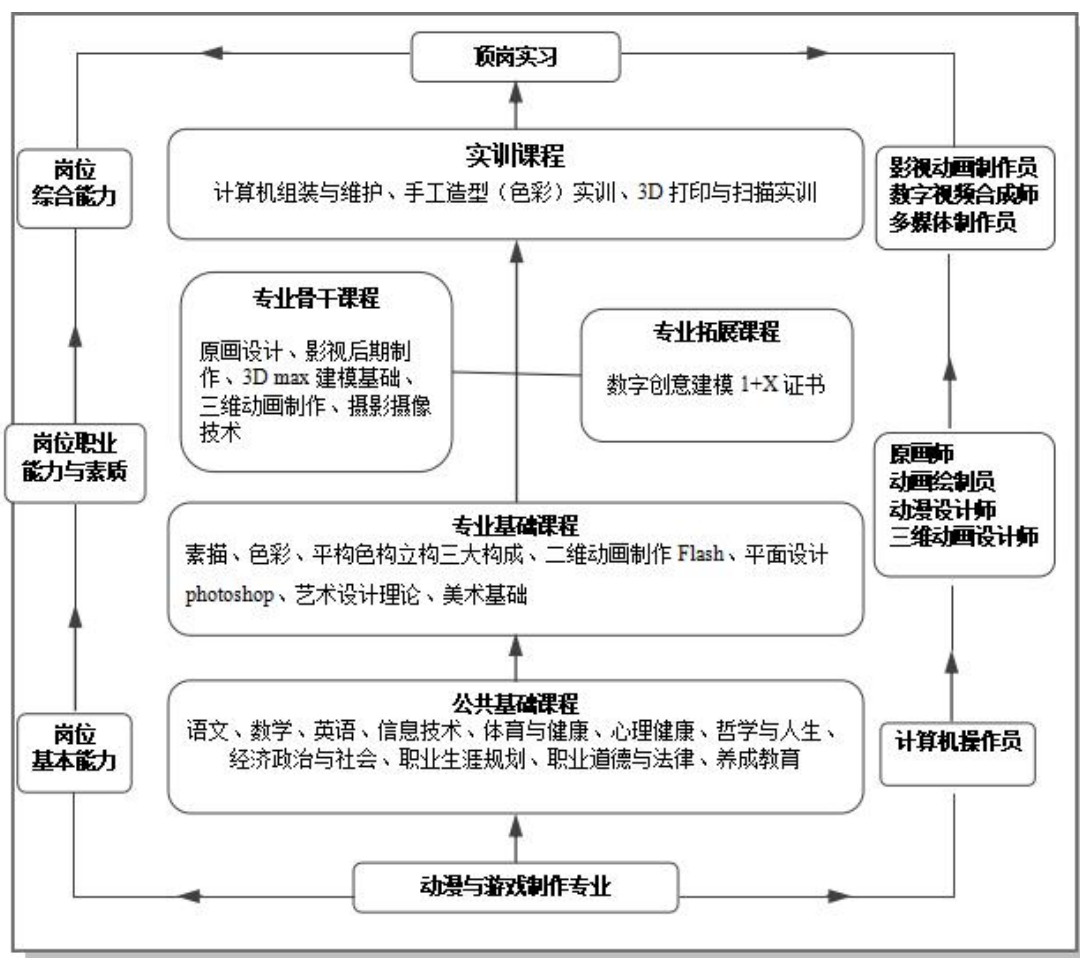 顶岗实习
岗位
综合能力
实训课程
计算机组装与维护、手工造型（色彩）实训、3D 打印与扫描实训
影视动画制作员
数字视频合成师
多媒体制作员
专业骨干课程
原画设计、影视后期制
作、3D max 建模基础、
三维动画制作、摄影摄像
技术
专业拓展课程
数字创意建模 1+X 证书
岗位职业
能力与素质
原画师
动画绘制员
动漫设计师
三维动画设计师
专业基础课程
素描、色彩、平构色构立构三大构成、二维动画制作 Flash、平面设计
photoshop、艺术设计理论、美术基础
岗位
基本能力
公共基础课程
语文、数学、英语、信息技术、体育与健康、心理健康、哲学与人生、
经济政治与社会、职业生涯规划、职业道德与法律、养成教育
计算机操作员
动漫与游戏制作专业